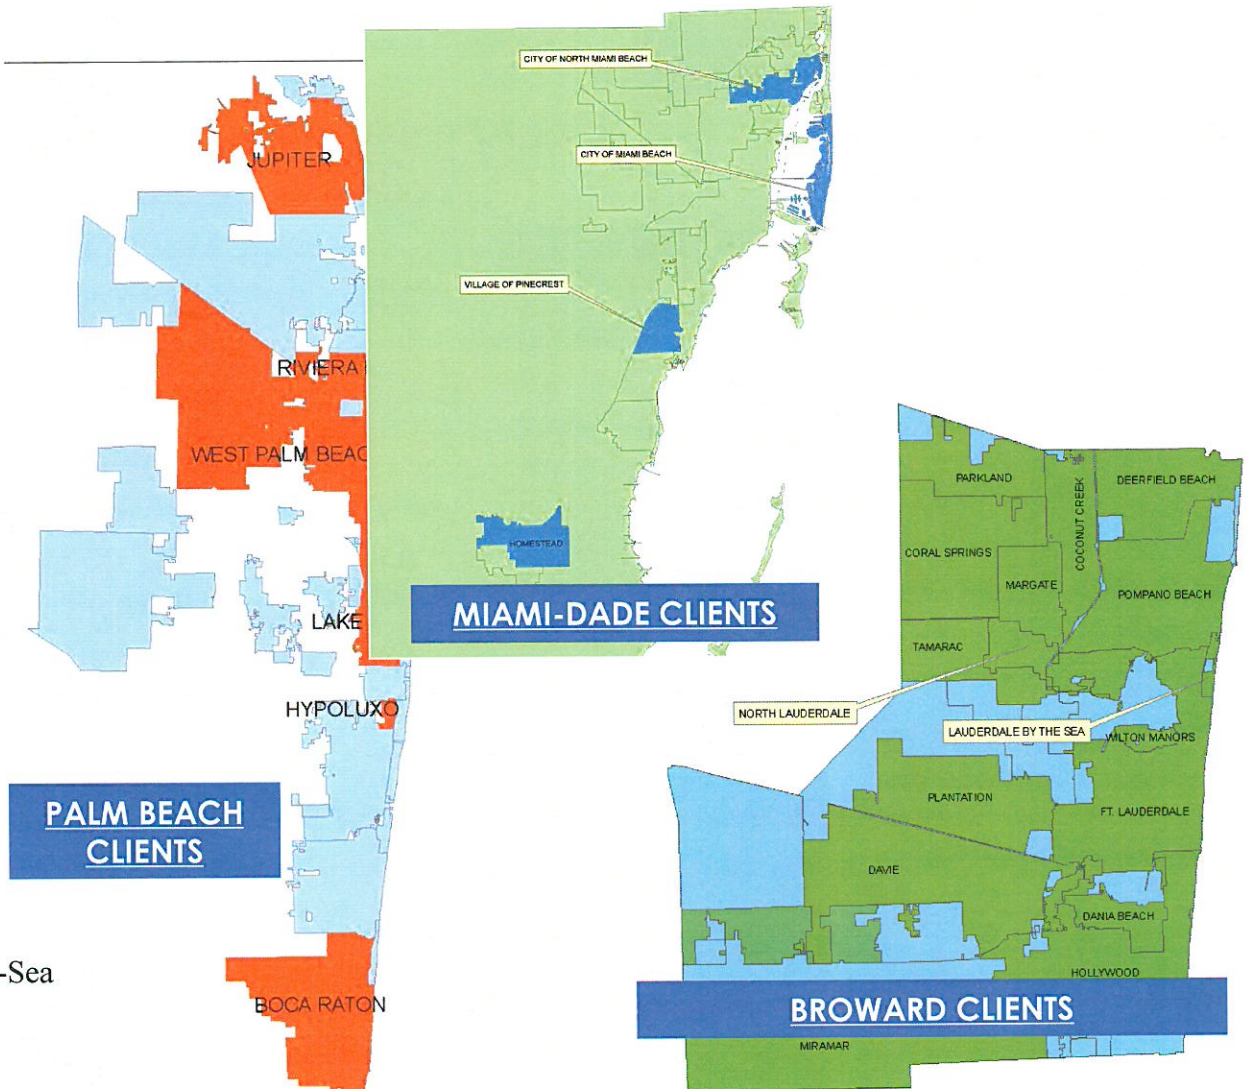 JUPITER
RIVIERA
WEST PALM BEAC
LAKE
HYPOLUXO
PALM BEACH
CLIENTS
-Sea
BOCA RATON
CITY OF NORTH MIAMI BEACH
CITY OF MIAMI BEACH
VILLAGE OF PINECREST
HOMESTEAD
MIAMI-DADE CLIENTS
PARKLAND
DEERFIELD BEACH
COCONUT CREEK
CORAL SPRINGS
MARGATE
POMPANO BEACH
TAMARAC
NORTH LAUDERDALE
LAUDERDALE BY THE SEA
WILTON MANORS
PLANTATION
FT. LAUDERDALE
DAVIE
DANIA BEACH
HOLLYWOOD
BROWARD CLIENTS
MIRAMAR